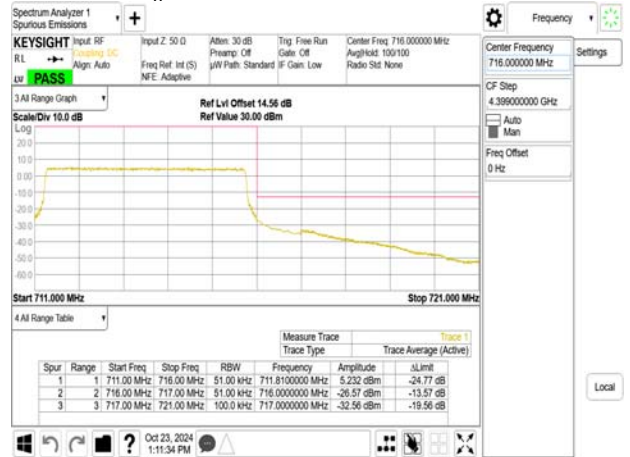 Spectrum Analyzer 1
Spurious Emissions
+
Frequency
Settings
KEYSIGHT
RL
PASS
Input: RF
Coupling: DC
Align: Auto
Input Z: 50 Ω
Freq Ref: Int (S)
NFE: Adaptive
Atten: 30 dB
Preamp: Off
µW Path: Standard
Trig: Free Run
Gate: Off
IF Gain: Low
Center Freq: 716.000000 MHz
Avg|Hold: 100/100
Radio Std: None
Center Frequency
716.000000 MHz
CF Step
4.399000000 GHz
Auto
Man
Freq Offset
0 Hz
Local
3 All Range Graph
Scale/Div 10.0 dB
Ref Lvl Offset 14.56 dB
Ref Value 30.00 dBm
Log
20.0
10.0
0.00
-10.0
-20.0
-30.0
-40.0
-50.0
-60.0
Start 711.000 MHz
Stop 721.000 MHz
4 All Range Table
Measure Trace Trace 1
Trace Type Trace Average (Active)
Spur Range Start Freq Stop Freq RBW Frequency Amplitude ΔLimit
1 1 711.00 MHz 716.00 MHz 51.00 kHz 711.8100000 MHz 5.232 dBm -24.77 dB
2 2 716.00 MHz 717.00 MHz 51.00 kHz 716.0000000 MHz -26.57 dBm -13.57 dB
3 3 717.00 MHz 721.00 MHz 100.0 kHz 717.0000000 MHz -32.56 dBm -19.56 dB
?
Oct 23, 2024
1:11:34 PM